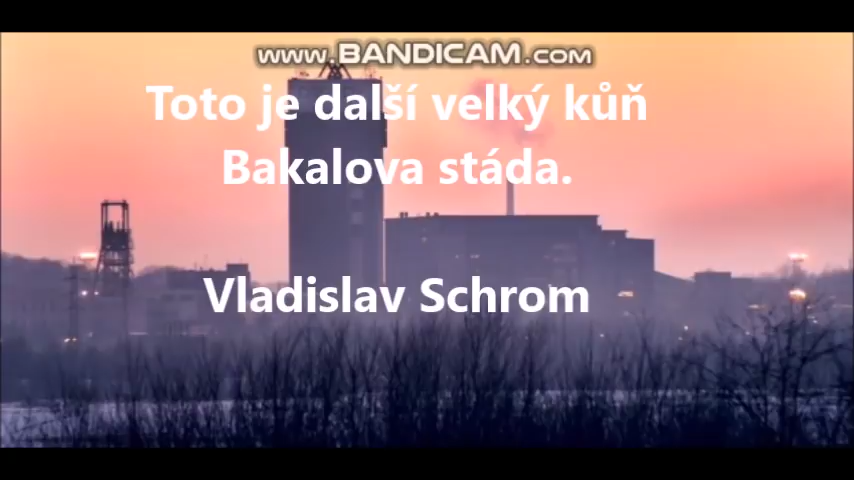 www.BANDICAM.com
Toto je další velký kůň
Bakalova stáda.
Vladislav Schrom